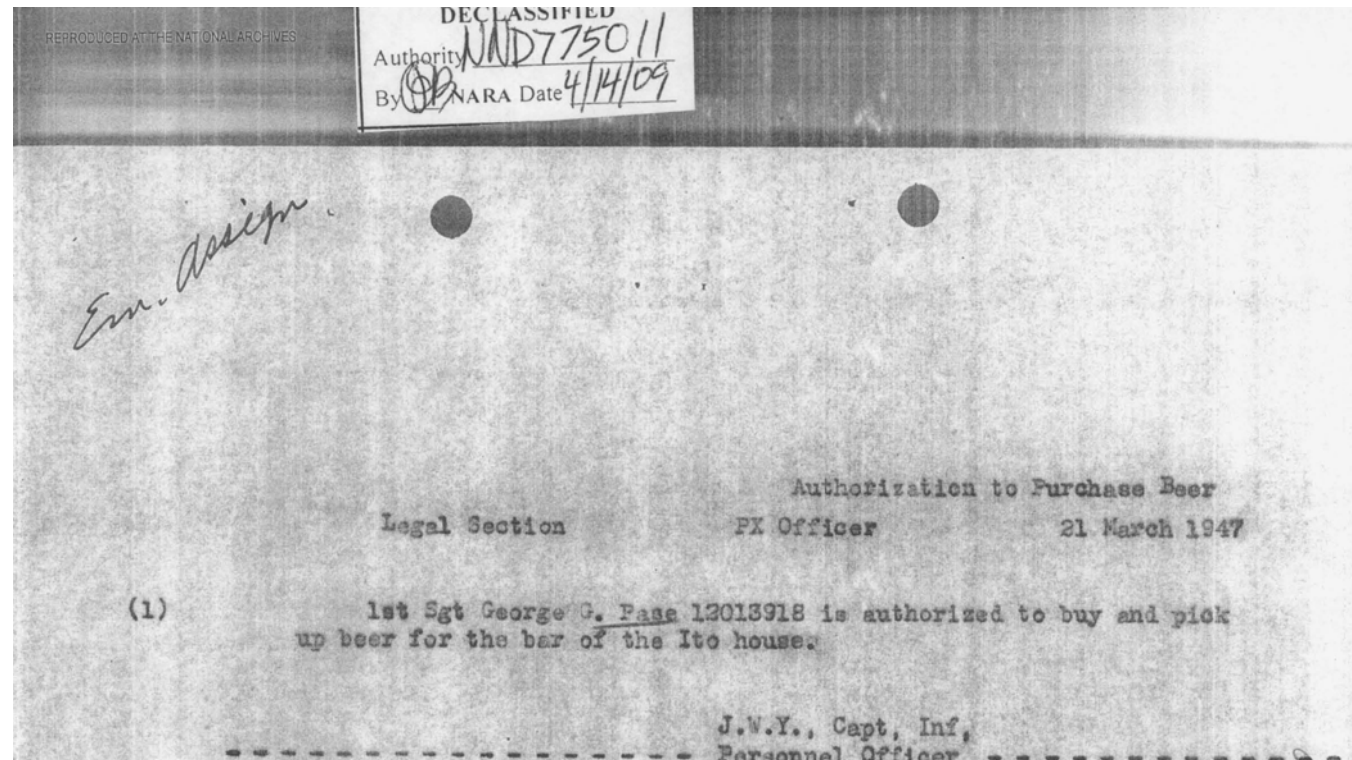 REPRODUCED AT THE NATIONAL ARCHIVES
DECLASSIFIED
Authority NND775011
By NARA Date 4/14/09
Em. Assign.
Authorization to Purchase Beer
Legal Section PX Officer 21 March 1947
(1) 1st Sgt George G. Pase 12013918 is authorized to buy and pick
up beer for the bar of the Ito house.
J.W.Y., Capt, Inf,
Personnel Officer